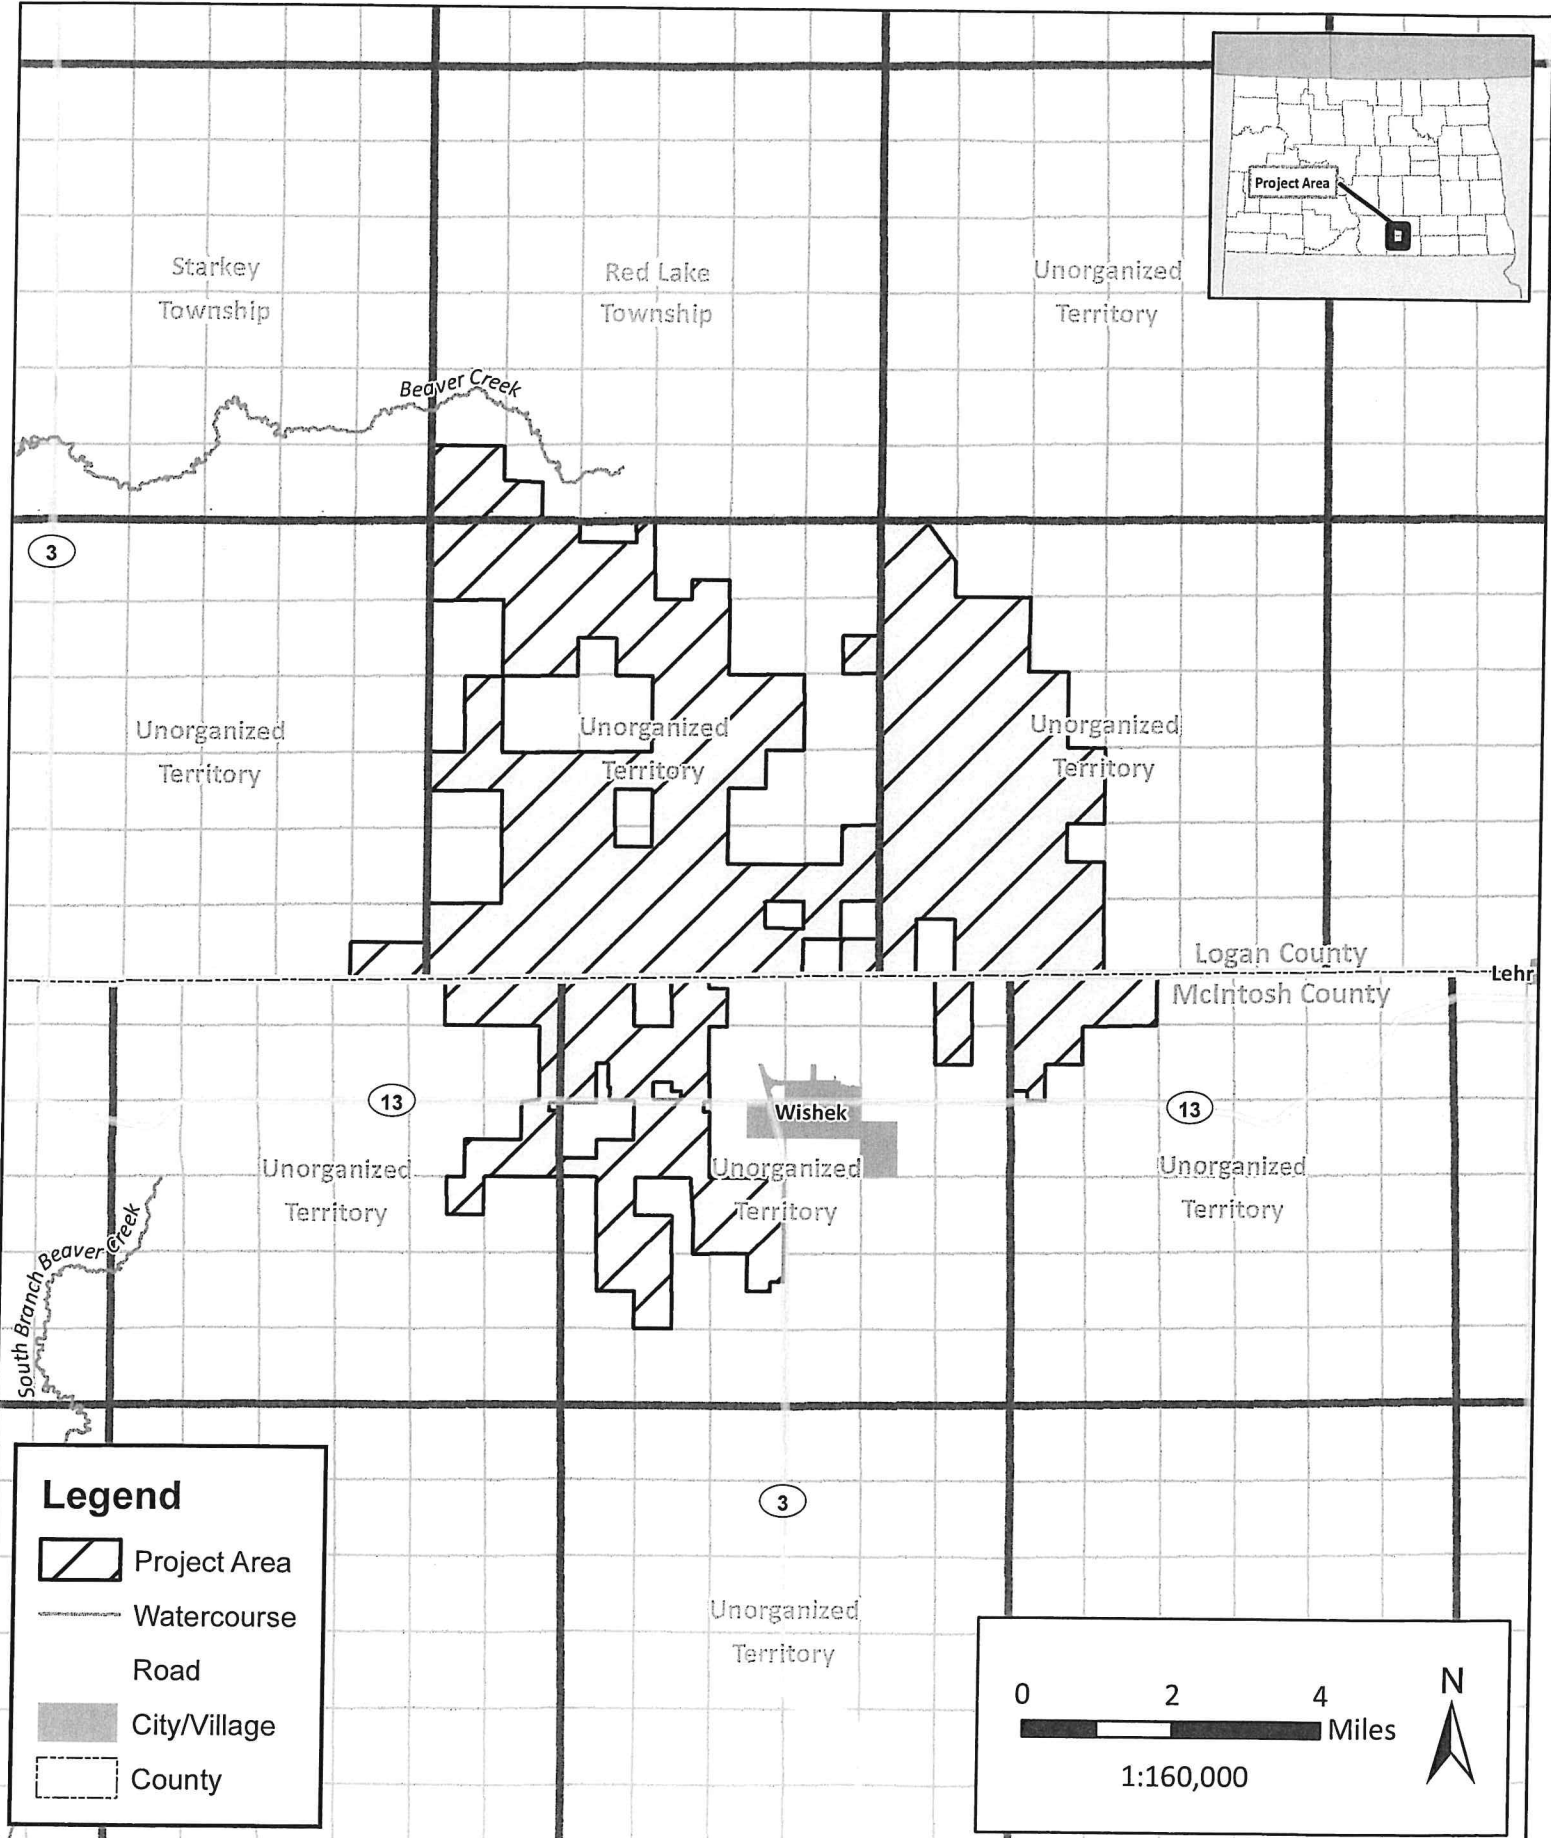 Project Area
Starkey
Township
Red Lake
Township
Unorganized
Territory
Beaver Creek
3
Unorganized
Territory
Unorganized
Territory
Unorganized
Territory
Logan County
Lehr
McIntosh County
13
Wishek
13
Unorganized
Territory
Unorganized
Territory
Unorganized
Territory
South Branch Beaver Creek
Legend
Project Area
Watercourse
Road
City/Village
County
3
Unorganized
Territory
0 2 4
Miles
1:160,000
N